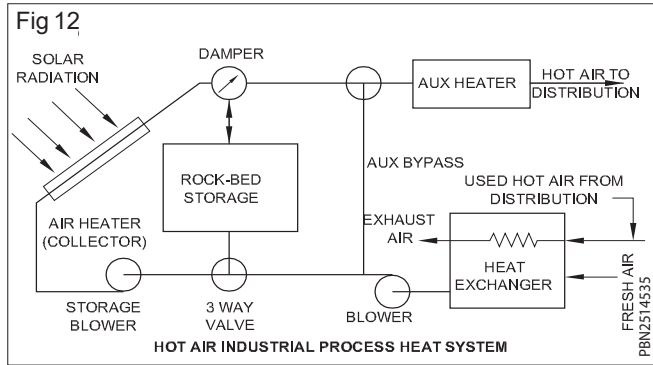 Fig 12
SOLAR
RADIATION
DAMPER
AUX HEATER
HOT AIR TO
DISTRIBUTION
ROCK-BED
STORAGE
AUX BYPASS
USED HOT AIR FROM
DISTRIBUTION
AIR HEATER
(COLLECTOR)
EXHAUST
AIR
HEAT
EXCHANGER
FRESH AIR
STORAGE
BLOWER
3 WAY
VALVE
BLOWER
PBN2514535
HOT AIR INDUSTRIAL PROCESS HEAT SYSTEM